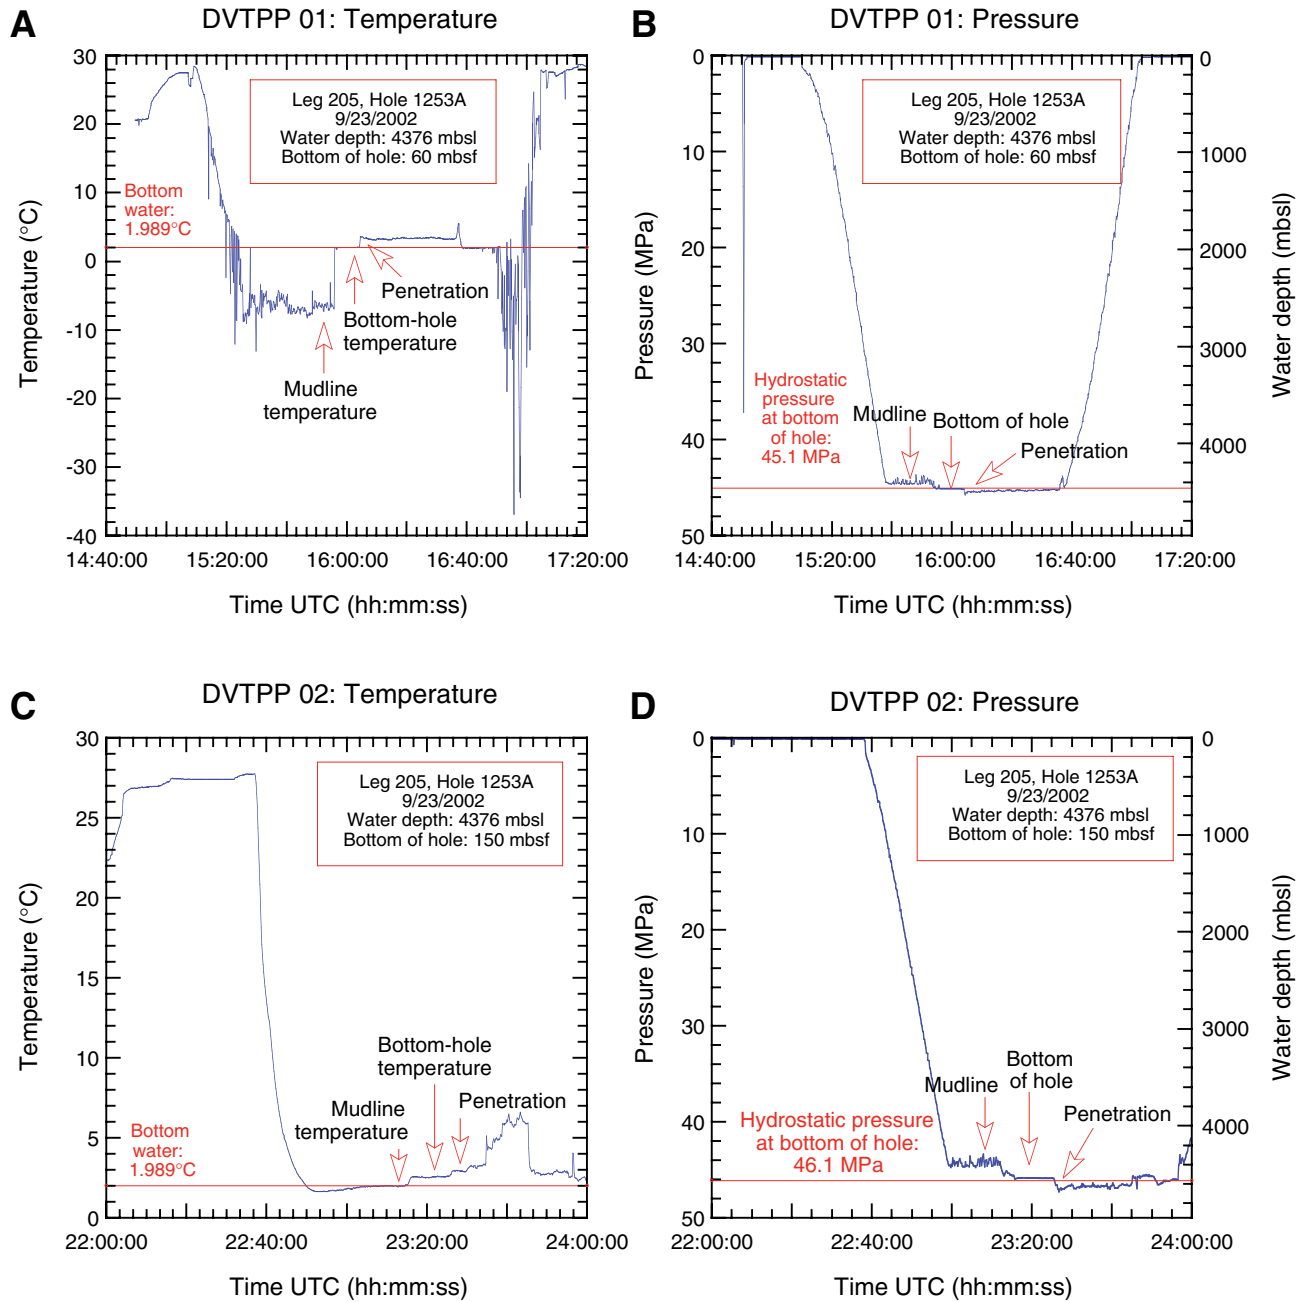 A
DVTPP 01: Temperature
30
20
10
0
-10
-20
-30
-40
Temperature (°C)
Leg 205, Hole 1253A
9/23/2002
Water depth: 4376 mbsl
Bottom of hole: 60 mbsf
Bottom
water:
1.989°C
Penetration
Bottom-hole
temperature
Mudline
temperature
14:40:00 15:20:00 16:00:00 16:40:00 17:20:00
Time UTC (hh:mm:ss)
B
DVTPP 01: Pressure
0
10
20
30
40
50
Pressure (MPa)
0
1000
2000
3000
4000
Water depth (mbsl)
Leg 205, Hole 1253A
9/23/2002
Water depth: 4376 mbsl
Bottom of hole: 60 mbsf
Hydrostatic
pressure
at bottom
of hole:
45.1 MPa
Mudline
Bottom of hole
Penetration
14:40:00 15:20:00 16:00:00 16:40:00 17:20:00
Time UTC (hh:mm:ss)
C
DVTPP 02: Temperature
30
25
20
15
10
5
0
Temperature (°C)
Leg 205, Hole 1253A
9/23/2002
Water depth: 4376 mbsl
Bottom of hole: 150 mbsf
Bottom-hole
temperature
Mudline
temperature
Penetration
Bottom
water:
1.989°C
22:00:00 22:40:00 23:20:00 24:00:00
Time UTC (hh:mm:ss)
D
DVTPP 02: Pressure
0
10
20
30
40
50
Pressure (MPa)
0
1000
2000
3000
4000
Water depth (mbsl)
Leg 205, Hole 1253A
9/23/2002
Water depth: 4376 mbsl
Bottom of hole: 150 mbsf
Bottom
of hole
Mudline
Penetration
Hydrostatic pressure
at bottom of hole:
46.1 MPa
22:00:00 22:40:00 23:20:00 24:00:00
Time UTC (hh:mm:ss)